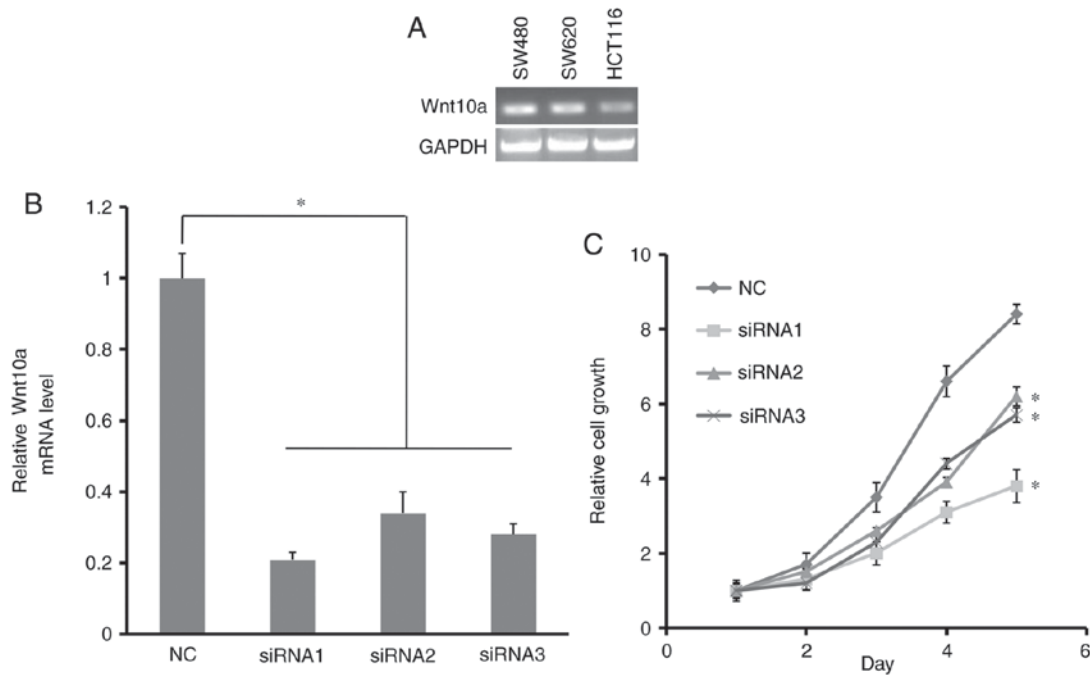 A
SW480
SW620
HCT116
Wnt10a
GAPDH
B
Relative Wnt10a
mRNA level
1.2
1
0.8
0.6
0.4
0.2
0
*
NC
siRNA1
siRNA2
siRNA3
C
Relative cell growth
10
8
6
4
2
0
NC
siRNA1
siRNA2
siRNA3
*
*
*
0
2
4
6
Day